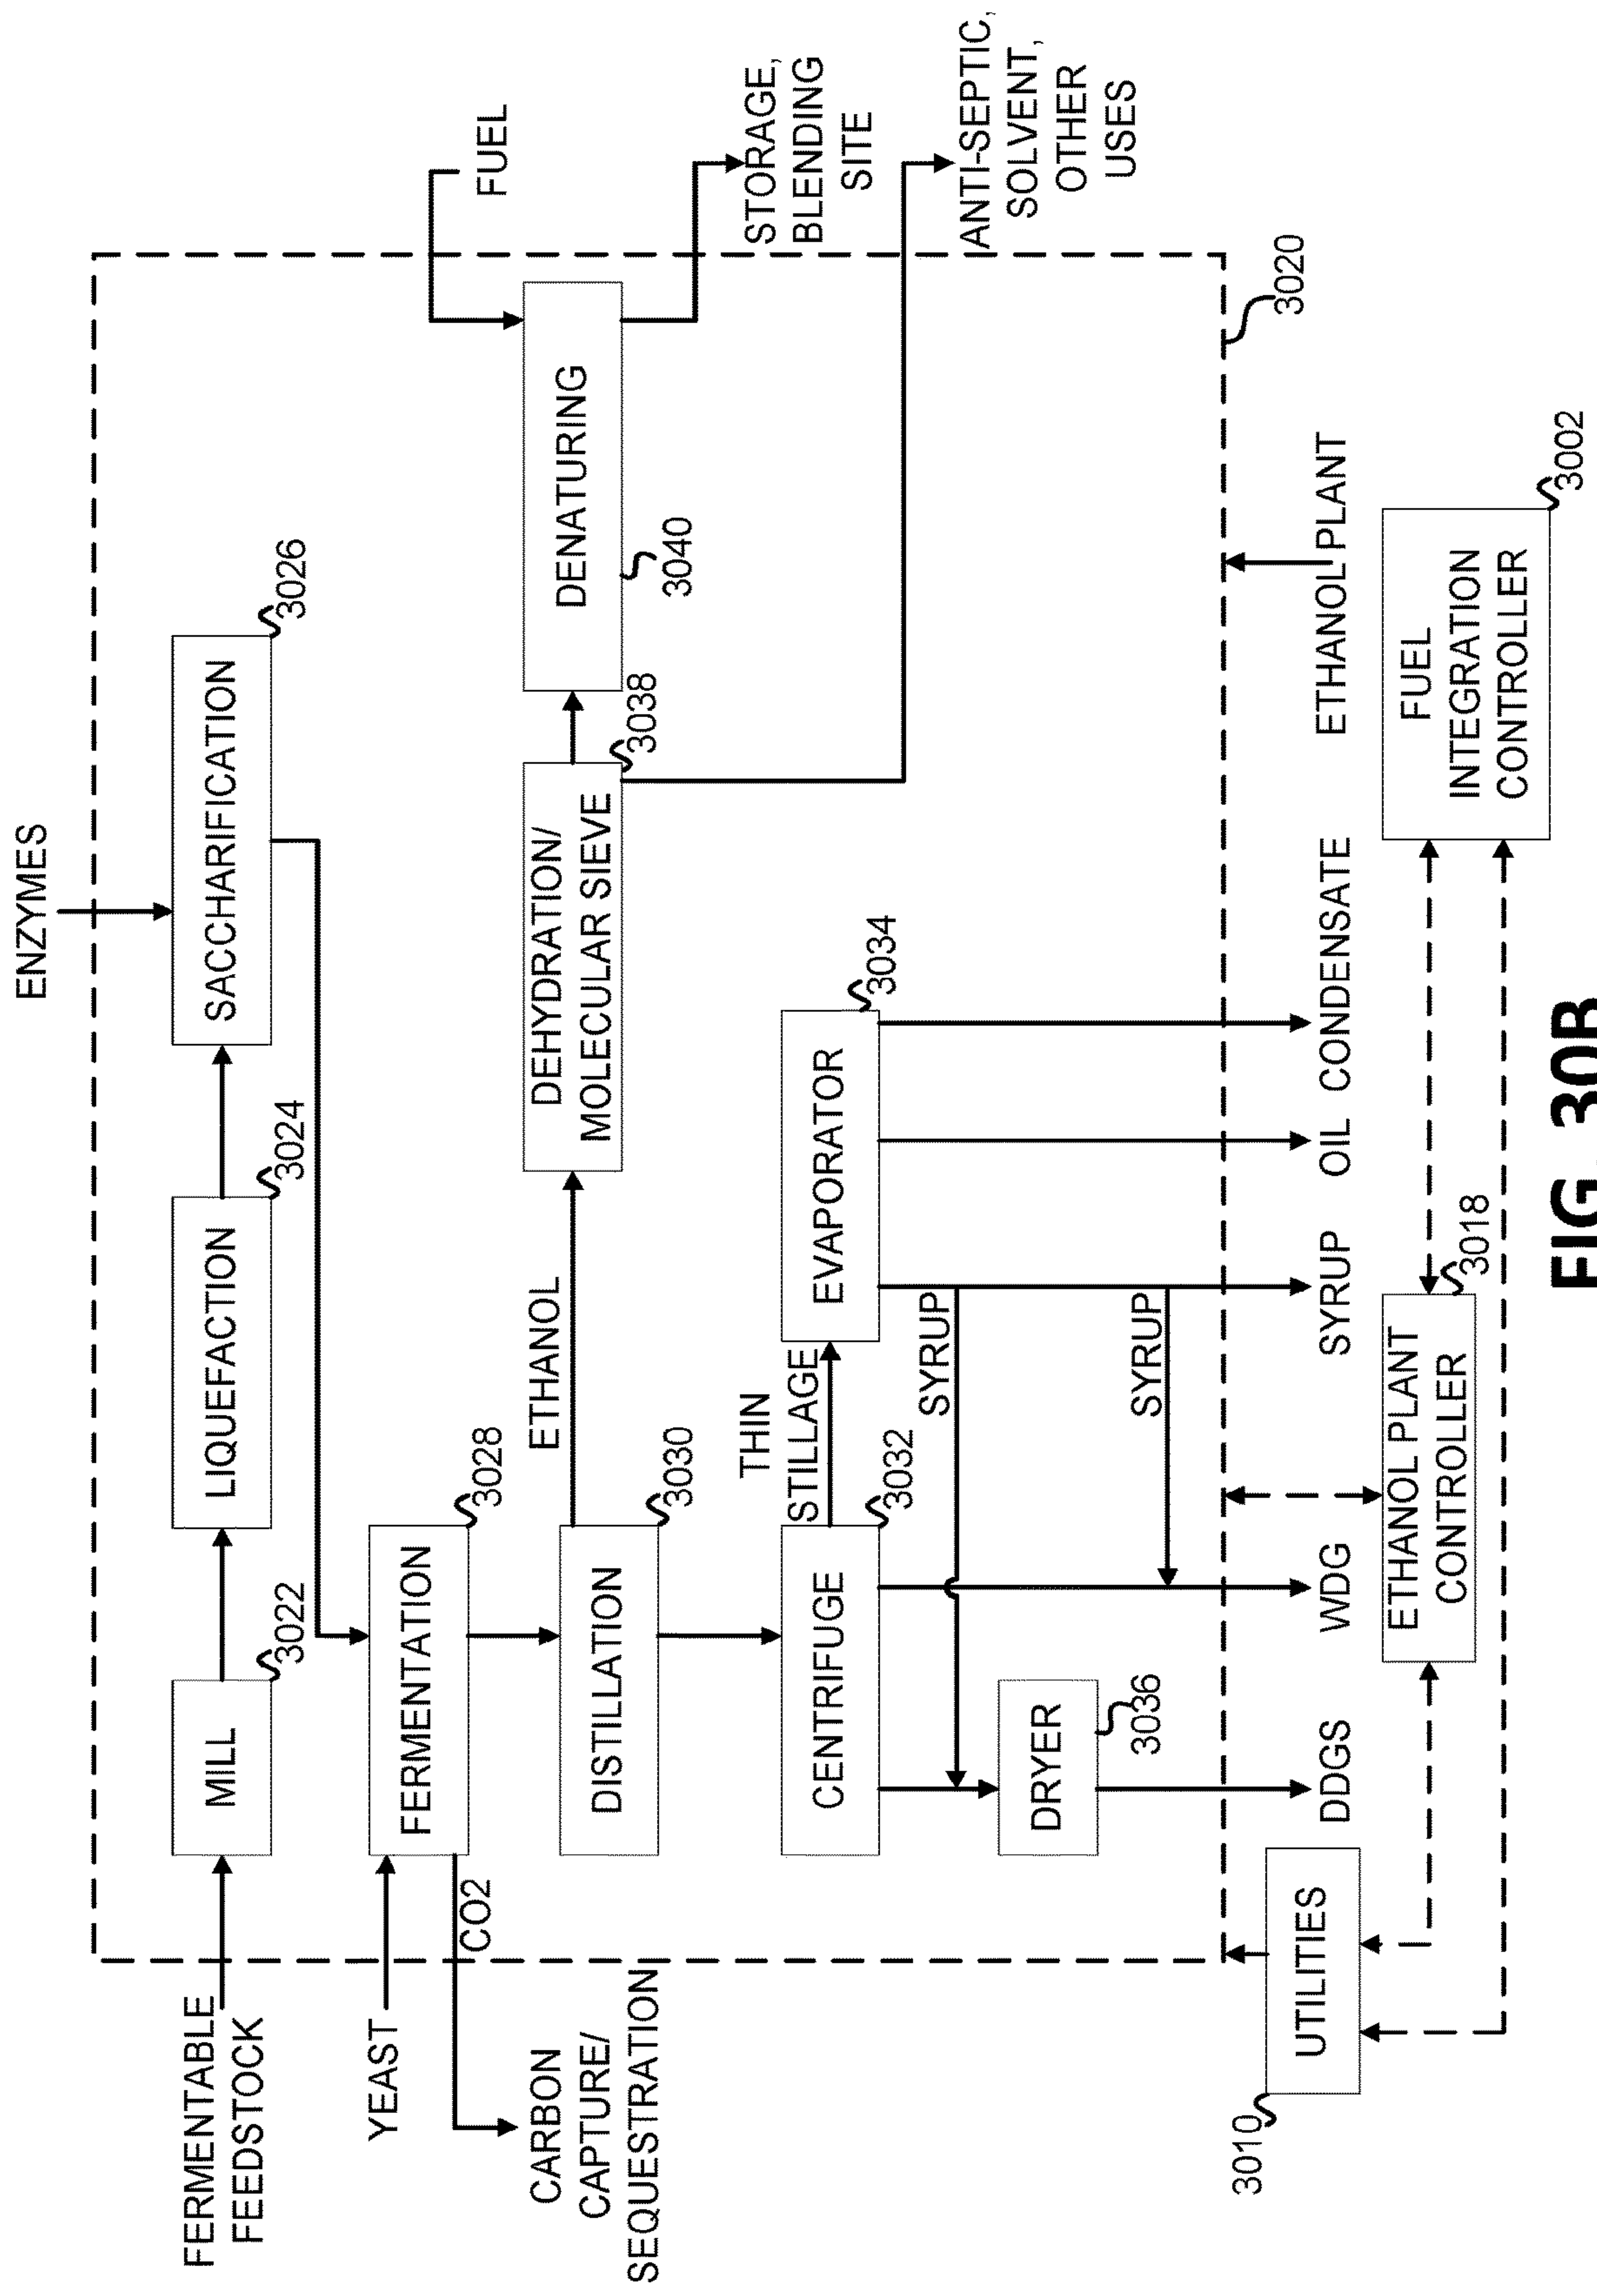 ENZYMES
FERMENTABLE
FEEDSTOCK
MILL
3022
LIQUEFACTION
3024
SACCHARIFICATION
3026
YEAST
FERMENTATION
3028
CO2
CARBON
CAPTURE/
SEQUESTRATION
DISTILLATION
3030
ETHANOL
DEHYDRATION/
MOLECULAR SIEVE
3038
DENATURING
3040
FUEL
STORAGE,
BLENDING
SITE
ANTI-SEPTIC,
SOLVENT,
OTHER
USES
CENTRIFUGE
3032
THIN
STILLAGE
EVAPORATOR
3034
SYRUP
SYRUP
DRYER
3036
3020
DDGS
WDG
SYRUP
OIL
CONDENSATE
ETHANOL PLANT
UTILITIES
3010
ETHANOL PLANT
CONTROLLER
3018
FUEL
INTEGRATION
CONTROLLER
3002
FIG. 30B